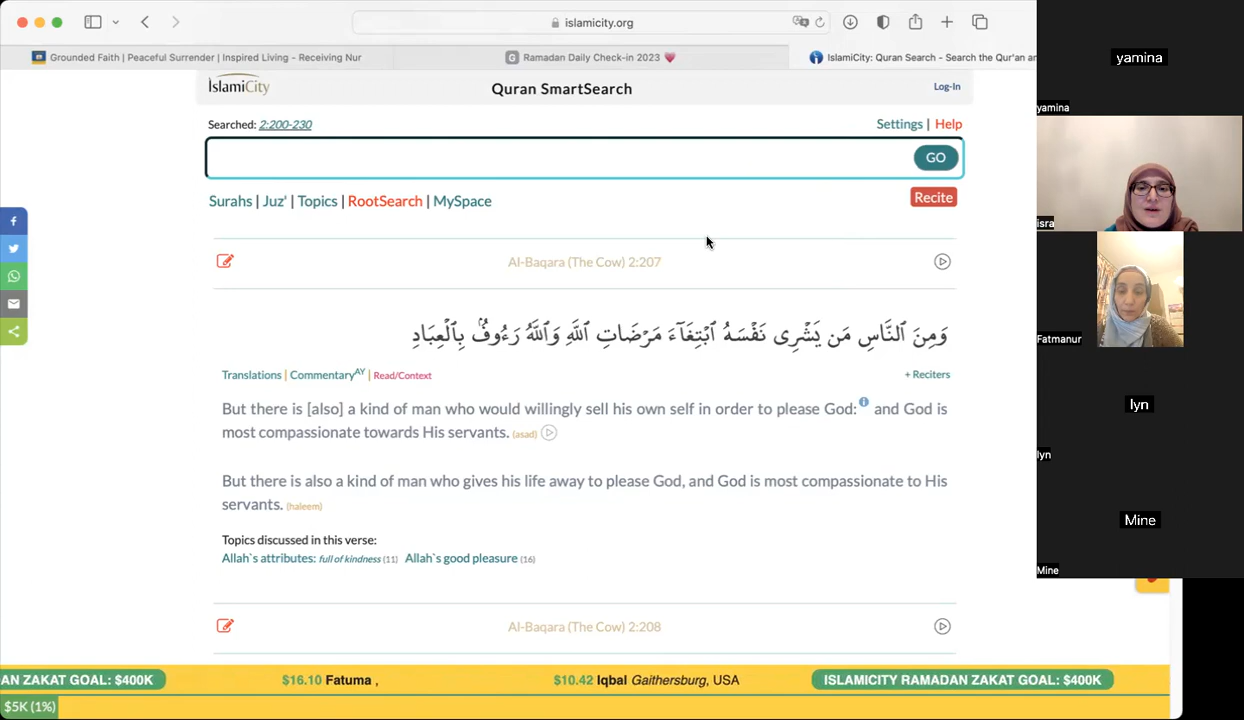 islamicity.org
Grounded Faith | Peaceful Surrender | Inspired Living - Receiving Nur
G Ramadan Daily Check-in 2023 💗
IslamiCity: Quran Search - Search the Qur'an an
IslamiCity
Quran SmartSearch
Log-In
Searched: 2:200-230
Settings | Help
GO
Surahs | Juz' | Topics | RootSearch | MySpace
Recite
Al-Baqara (The Cow) 2:207
وَمِنَ ٱلنَّاسِ مَن يَشْرِى نَفْسَهُ ٱبْتِغَآءَ مَرْضَاتِ ٱللَّهِ وَٱللَّهُ رَءُوفٌۢ بِٱلْعِبَادِ
Translations | CommentaryAY | Read/Context
+ Reciters
But there is [also] a kind of man who would willingly sell his own self in order to please God: and God is
most compassionate towards His servants. (asad)
But there is also a kind of man who gives his life away to please God, and God is most compassionate to His
servants. (haleem)
Topics discussed in this verse:
Allah`s attributes: full of kindness (11) Allah`s good pleasure (16)
Al-Baqara (The Cow) 2:208
DAN ZAKAT GOAL: $400K
$16.10 Fatuma ,
$10.42 Iqbal Gaithersburg, USA
ISLAMICITY RAMADAN ZAKAT GOAL: $400K
$5K (1%)
yamina
yamina
isra
Fatmanur
lyn
lyn
Mine
Mine